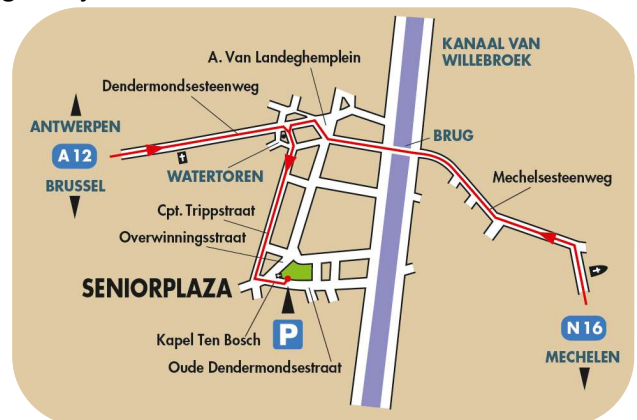 KANAAL VAN
WILLEBROEK
A. Van Landeghemplein
Dendermondsesteenweg
ANTWERPEN
A 12
BRUSSEL
BRUG
WATERTOREN
Mechelsesteenweg
Cpt. Trippstraat
Overwinningsstraat
SENIORPLAZA
Kapel Ten Bosch
P
Oude Dendermondsestraat
N 16
MECHELEN